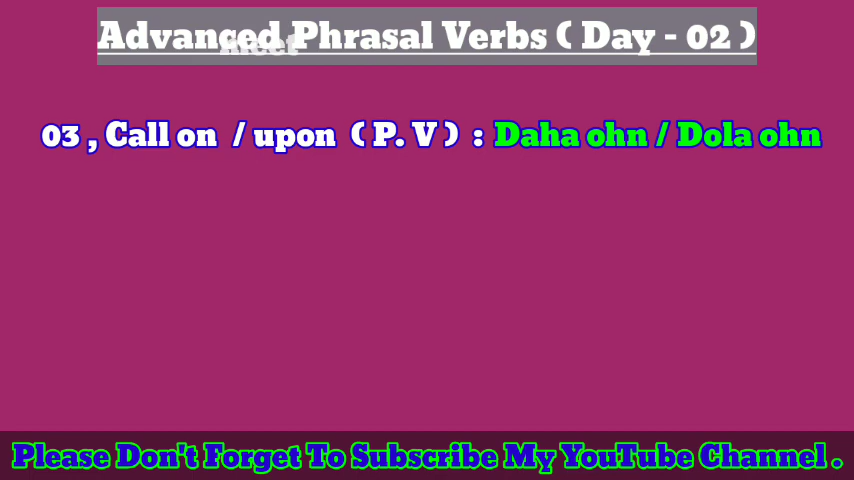 Advanced Phrasal Verbs ( Day - 02 )
meet
03 , Call on / upon ( P. V ) : Daha ohn / Dola ohn
Please Don't Forget To Subscribe My YouTube Channel .